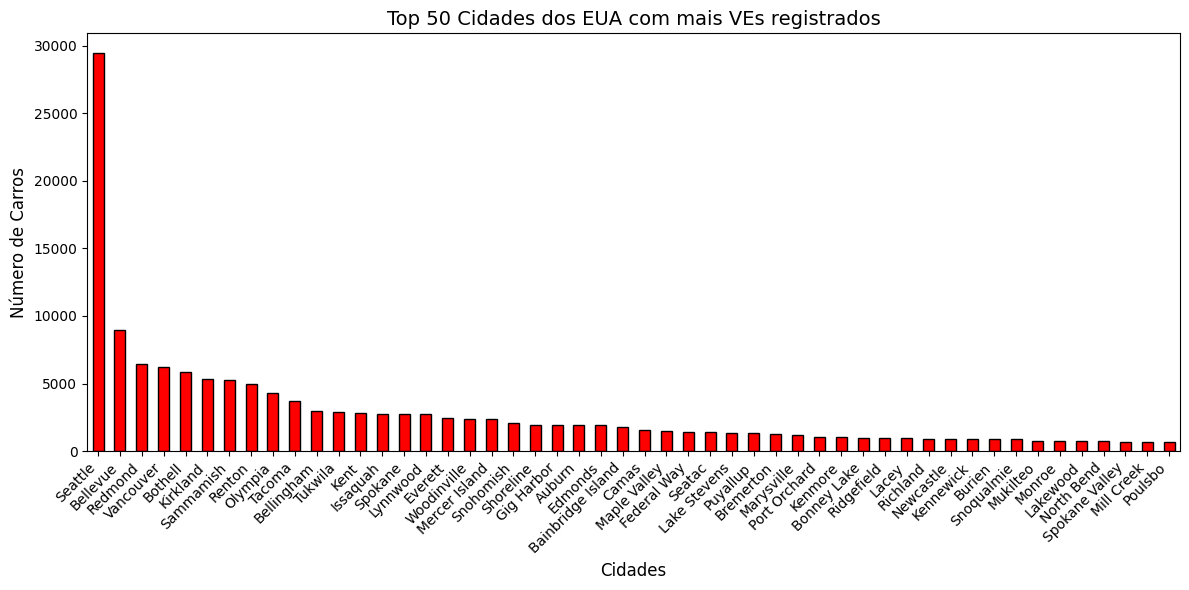 Top 50 Cidades dos EUA com mais VEs registrados
Número de Carros
30000
25000
20000
15000
10000
5000
0
Seattle
Bellevue
Redmond
Vancouver
Bothell
Kirkland
Sammamish
Renton
Olympia
Tacoma
Bellingham
Tukwila
Kent
Issaquah
Spokane
Lynnwood
Everett
Woodinville
Mercer Island
Snohomish
Shoreline
Gig Harbor
Auburn
Edmonds
Bainbridge Island
Camas
Maple Valley
Federal Way
Seatac
Lake Stevens
Puyallup
Bremerton
Marysville
Port Orchard
Kenmore
Bonney Lake
Ridgefield
Lacey
Richland
Newcastle
Kennewick
Burien
Snoqualmie
Mukilteo
Monroe
Lakewood
North Bend
Spokane Valley
Mill Creek
Poulsbo
Cidades